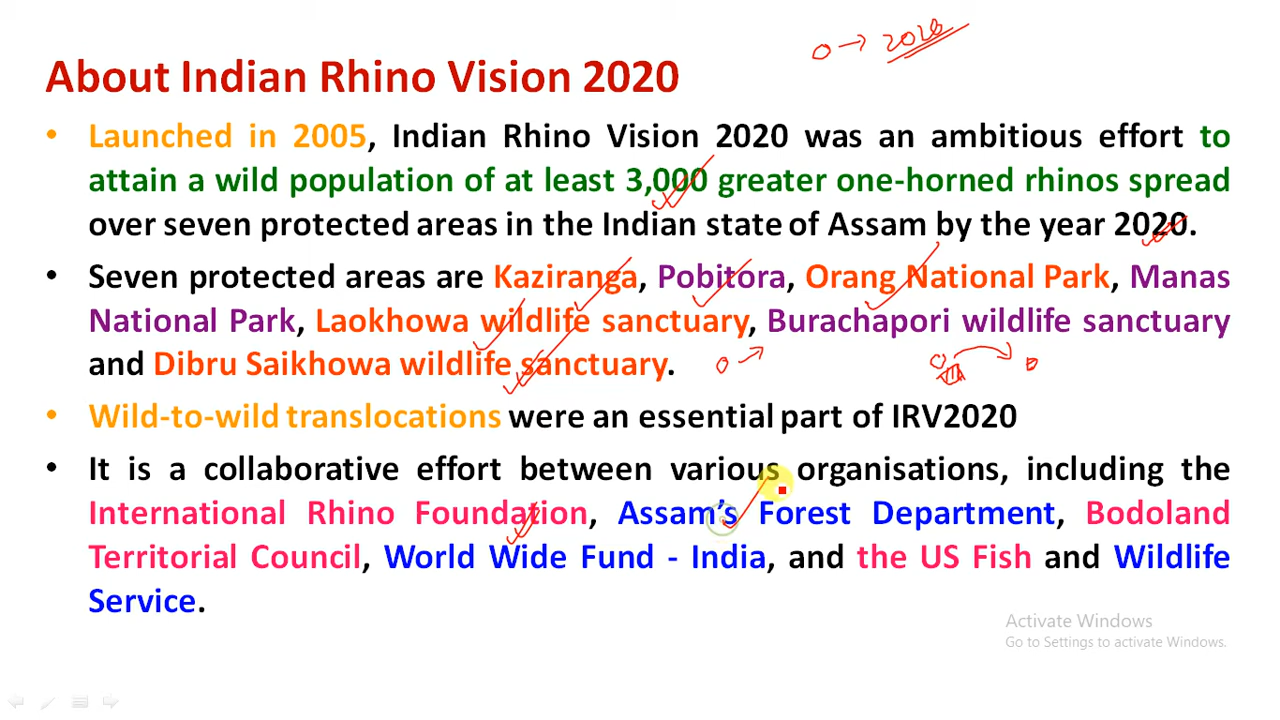 0 → 2020
About Indian Rhino Vision 2020
• Launched in 2005, Indian Rhino Vision 2020 was an ambitious effort to
attain a wild population of at least 3,000 greater one-horned rhinos spread
over seven protected areas in the Indian state of Assam by the year 2020.
• Seven protected areas are Kaziranga, Pobitora, Orang National Park, Manas
National Park, Laokhowa wildlife sanctuary, Burachapori wildlife sanctuary
and Dibru Saikhowa wildlife sanctuary.
• Wild-to-wild translocations were an essential part of IRV2020
• It is a collaborative effort between various organisations, including the
International Rhino Foundation, Assam’s Forest Department, Bodoland
Territorial Council, World Wide Fund - India, and the US Fish and Wildlife
Service.
Activate Windows
Go to Settings to activate Windows.